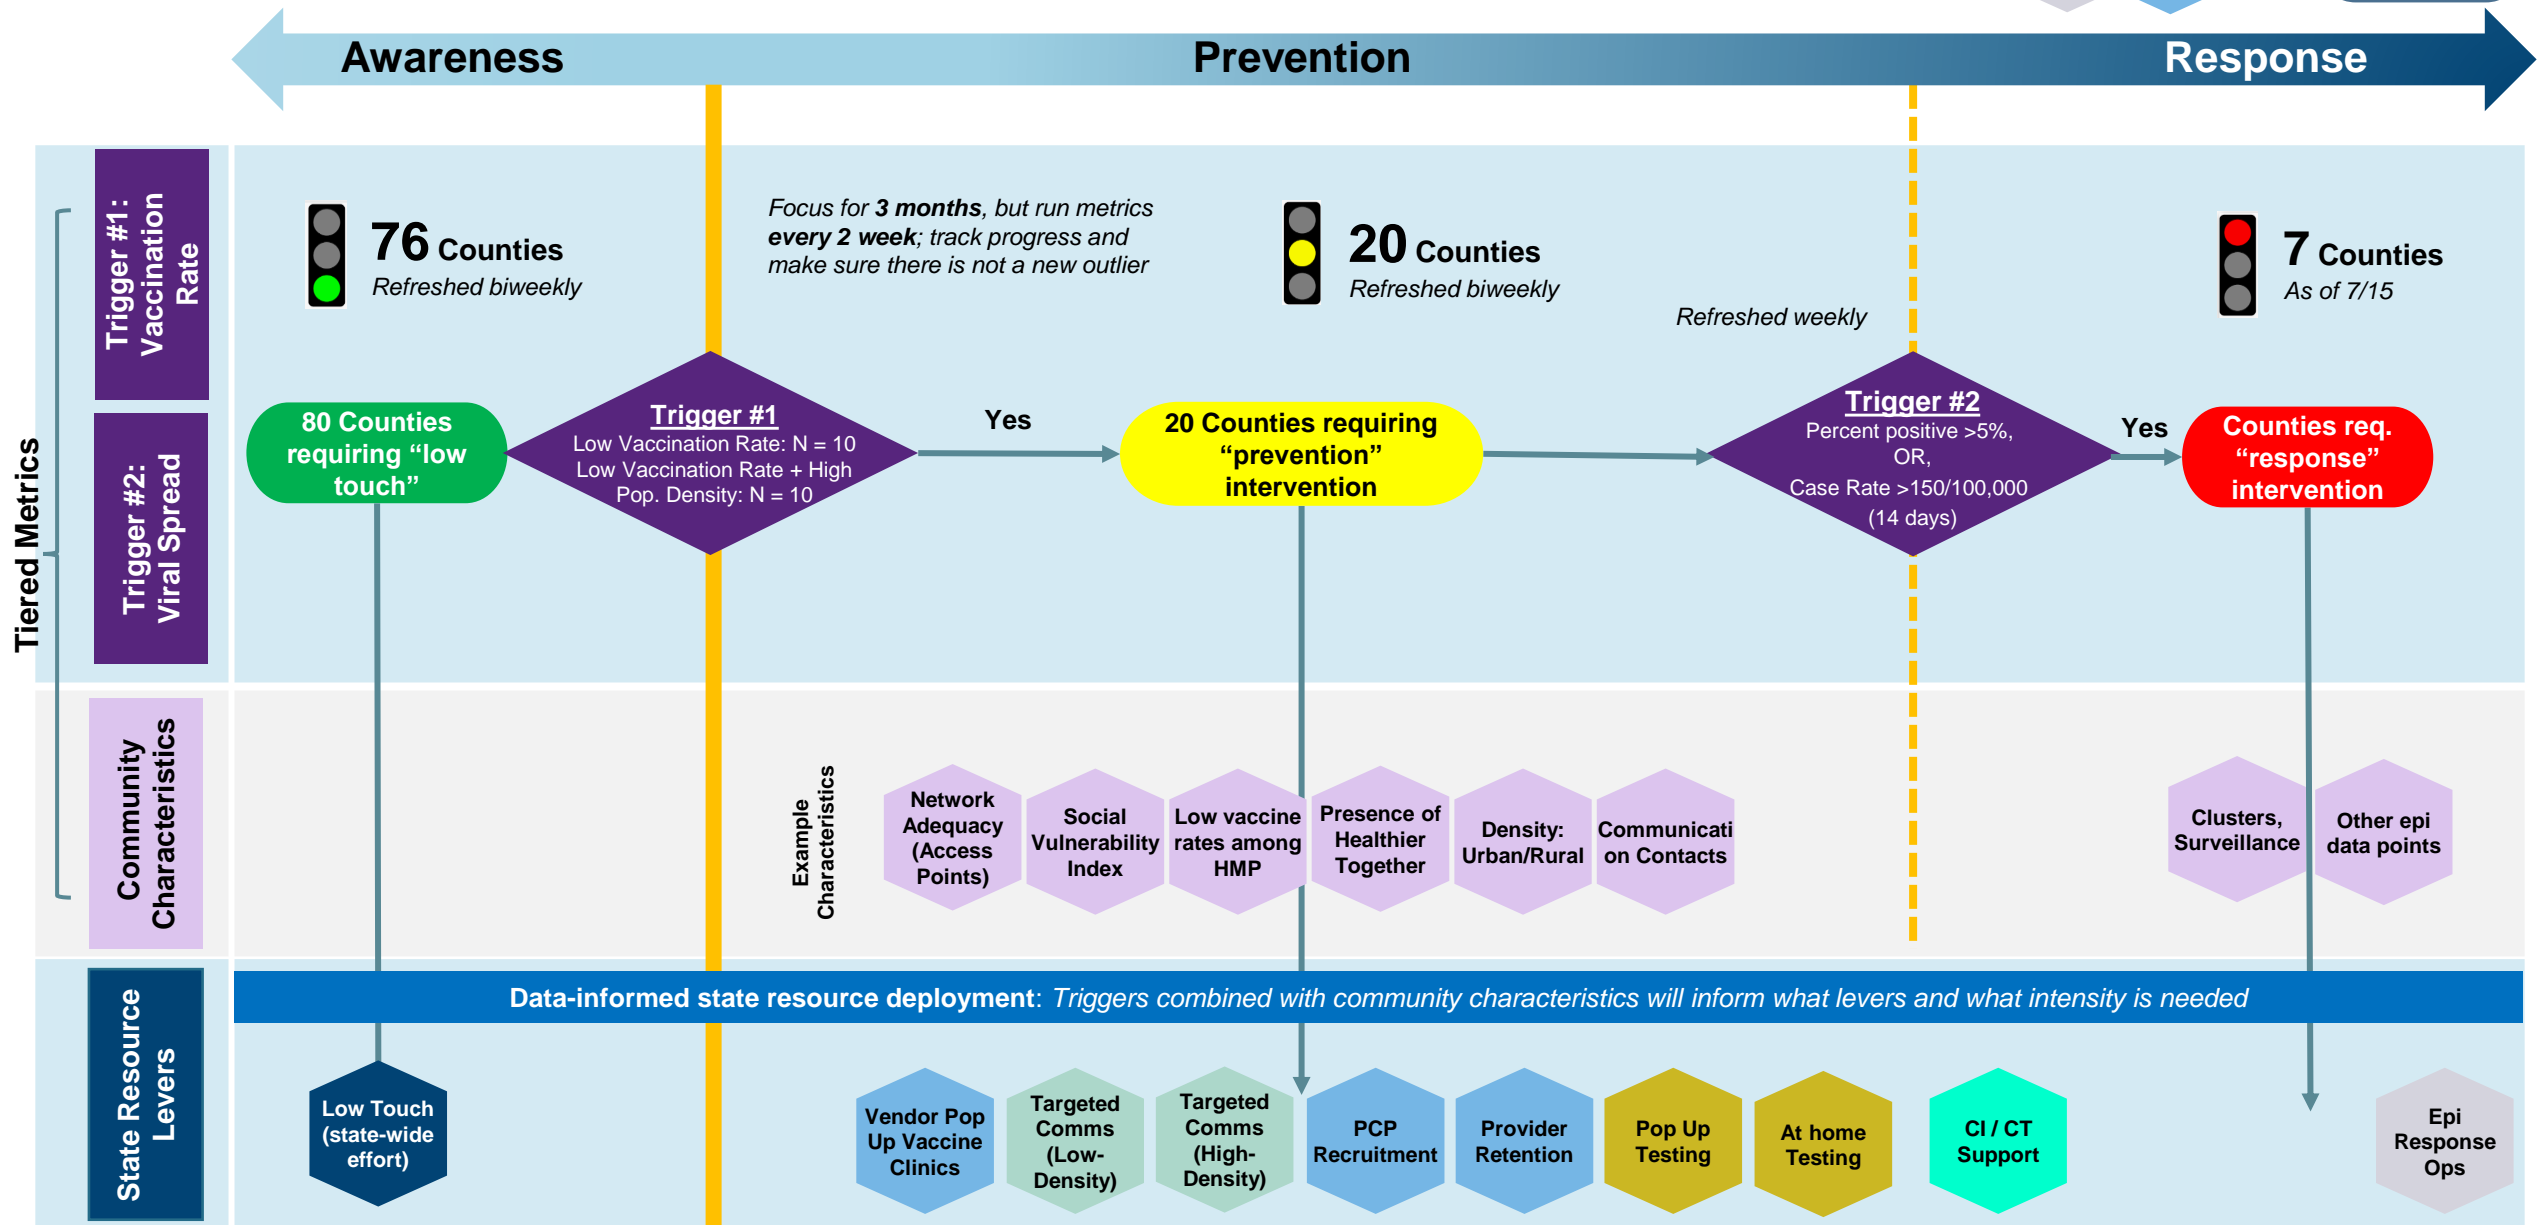 Awareness
Prevention
Response
Tiered Metrics
Trigger #1:
Vaccination
Rate
76 Counties
Refreshed biweekly
Focus for 3 months, but run metrics
every 2 week; track progress and
make sure there is not a new outlier
20 Counties
Refreshed biweekly
Refreshed weekly
7 Counties
As of 7/15
Trigger #2:
Viral Spread
80 Counties
requiring “low
touch”
Trigger #1
Low Vaccination Rate: N = 10
Low Vaccination Rate + High
Pop. Density: N = 10
Yes
20 Counties requiring
“prevention”
intervention
Trigger #2
Percent positive >5%,
OR,
Case Rate >150/100,000
(14 days)
Yes
Counties req.
“response”
intervention
Community
Characteristics
Example
Characteristics
Network
Adequacy
(Access
Points)
Social
Vulnerability
Index
Low vaccine
rates among
HMP
Presence of
Healthier
Together
Density:
Urban/Rural
Communicati
on Contacts
Clusters,
Surveillance
Other epi
data points
State Resource
Levers
Data-informed state resource deployment: Triggers combined with community characteristics will inform what levers and what intensity is needed
Low Touch
(state-wide
effort)
Vendor Pop
Up Vaccine
Clinics
Targeted
Comms
(Low-
Density)
Targeted
Comms
(High-
Density)
PCP
Recruitment
Provider
Retention
Pop Up
Testing
At home
Testing
CI / CT
Support
Epi
Response
Ops